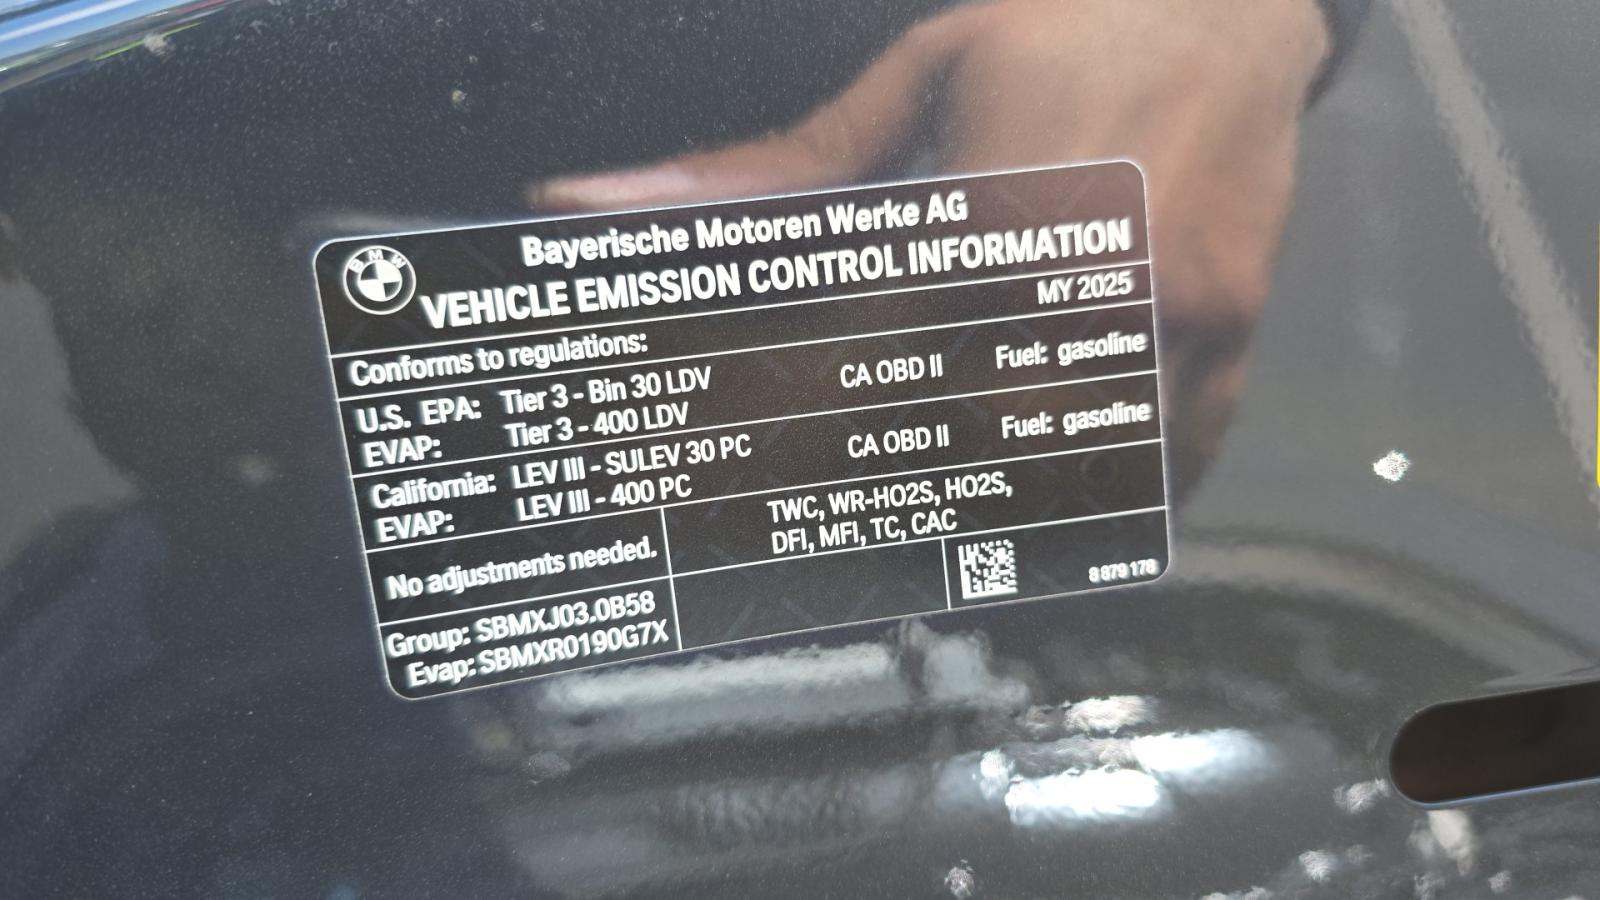 BMW
Bayerische Motoren Werke AG
VEHICLE EMISSION CONTROL INFORMATION
Conforms to regulations: MY 2025
U.S. EPA: Tier 3 - Bin 30 LDV CA OBD II Fuel: gasoline
EVAP: Tier 3 - 400 LDV
California: LEV III - SULEV 30 PC CA OBD II Fuel: gasoline
EVAP: LEV III - 400 PC
No adjustments needed.
TWC, WR-HO2S, HO2S,
DFI, MFI, TC, CAC
Group: SBMXJ03.0B58
Evap: SBMXR0190G7X
8 879 178